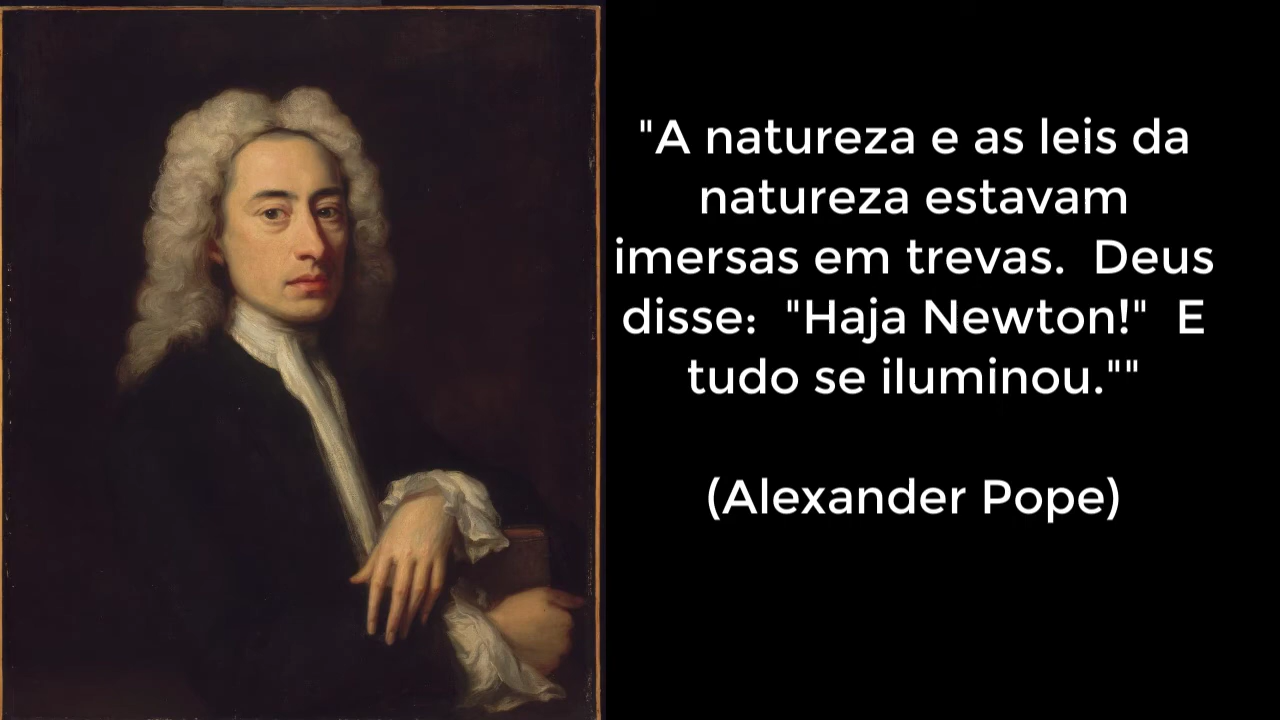 "A natureza e as leis da
natureza estavam
imersas em trevas.  Deus
disse:  "Haja Newton!"  E
tudo se iluminou.""
(Alexander Pope)